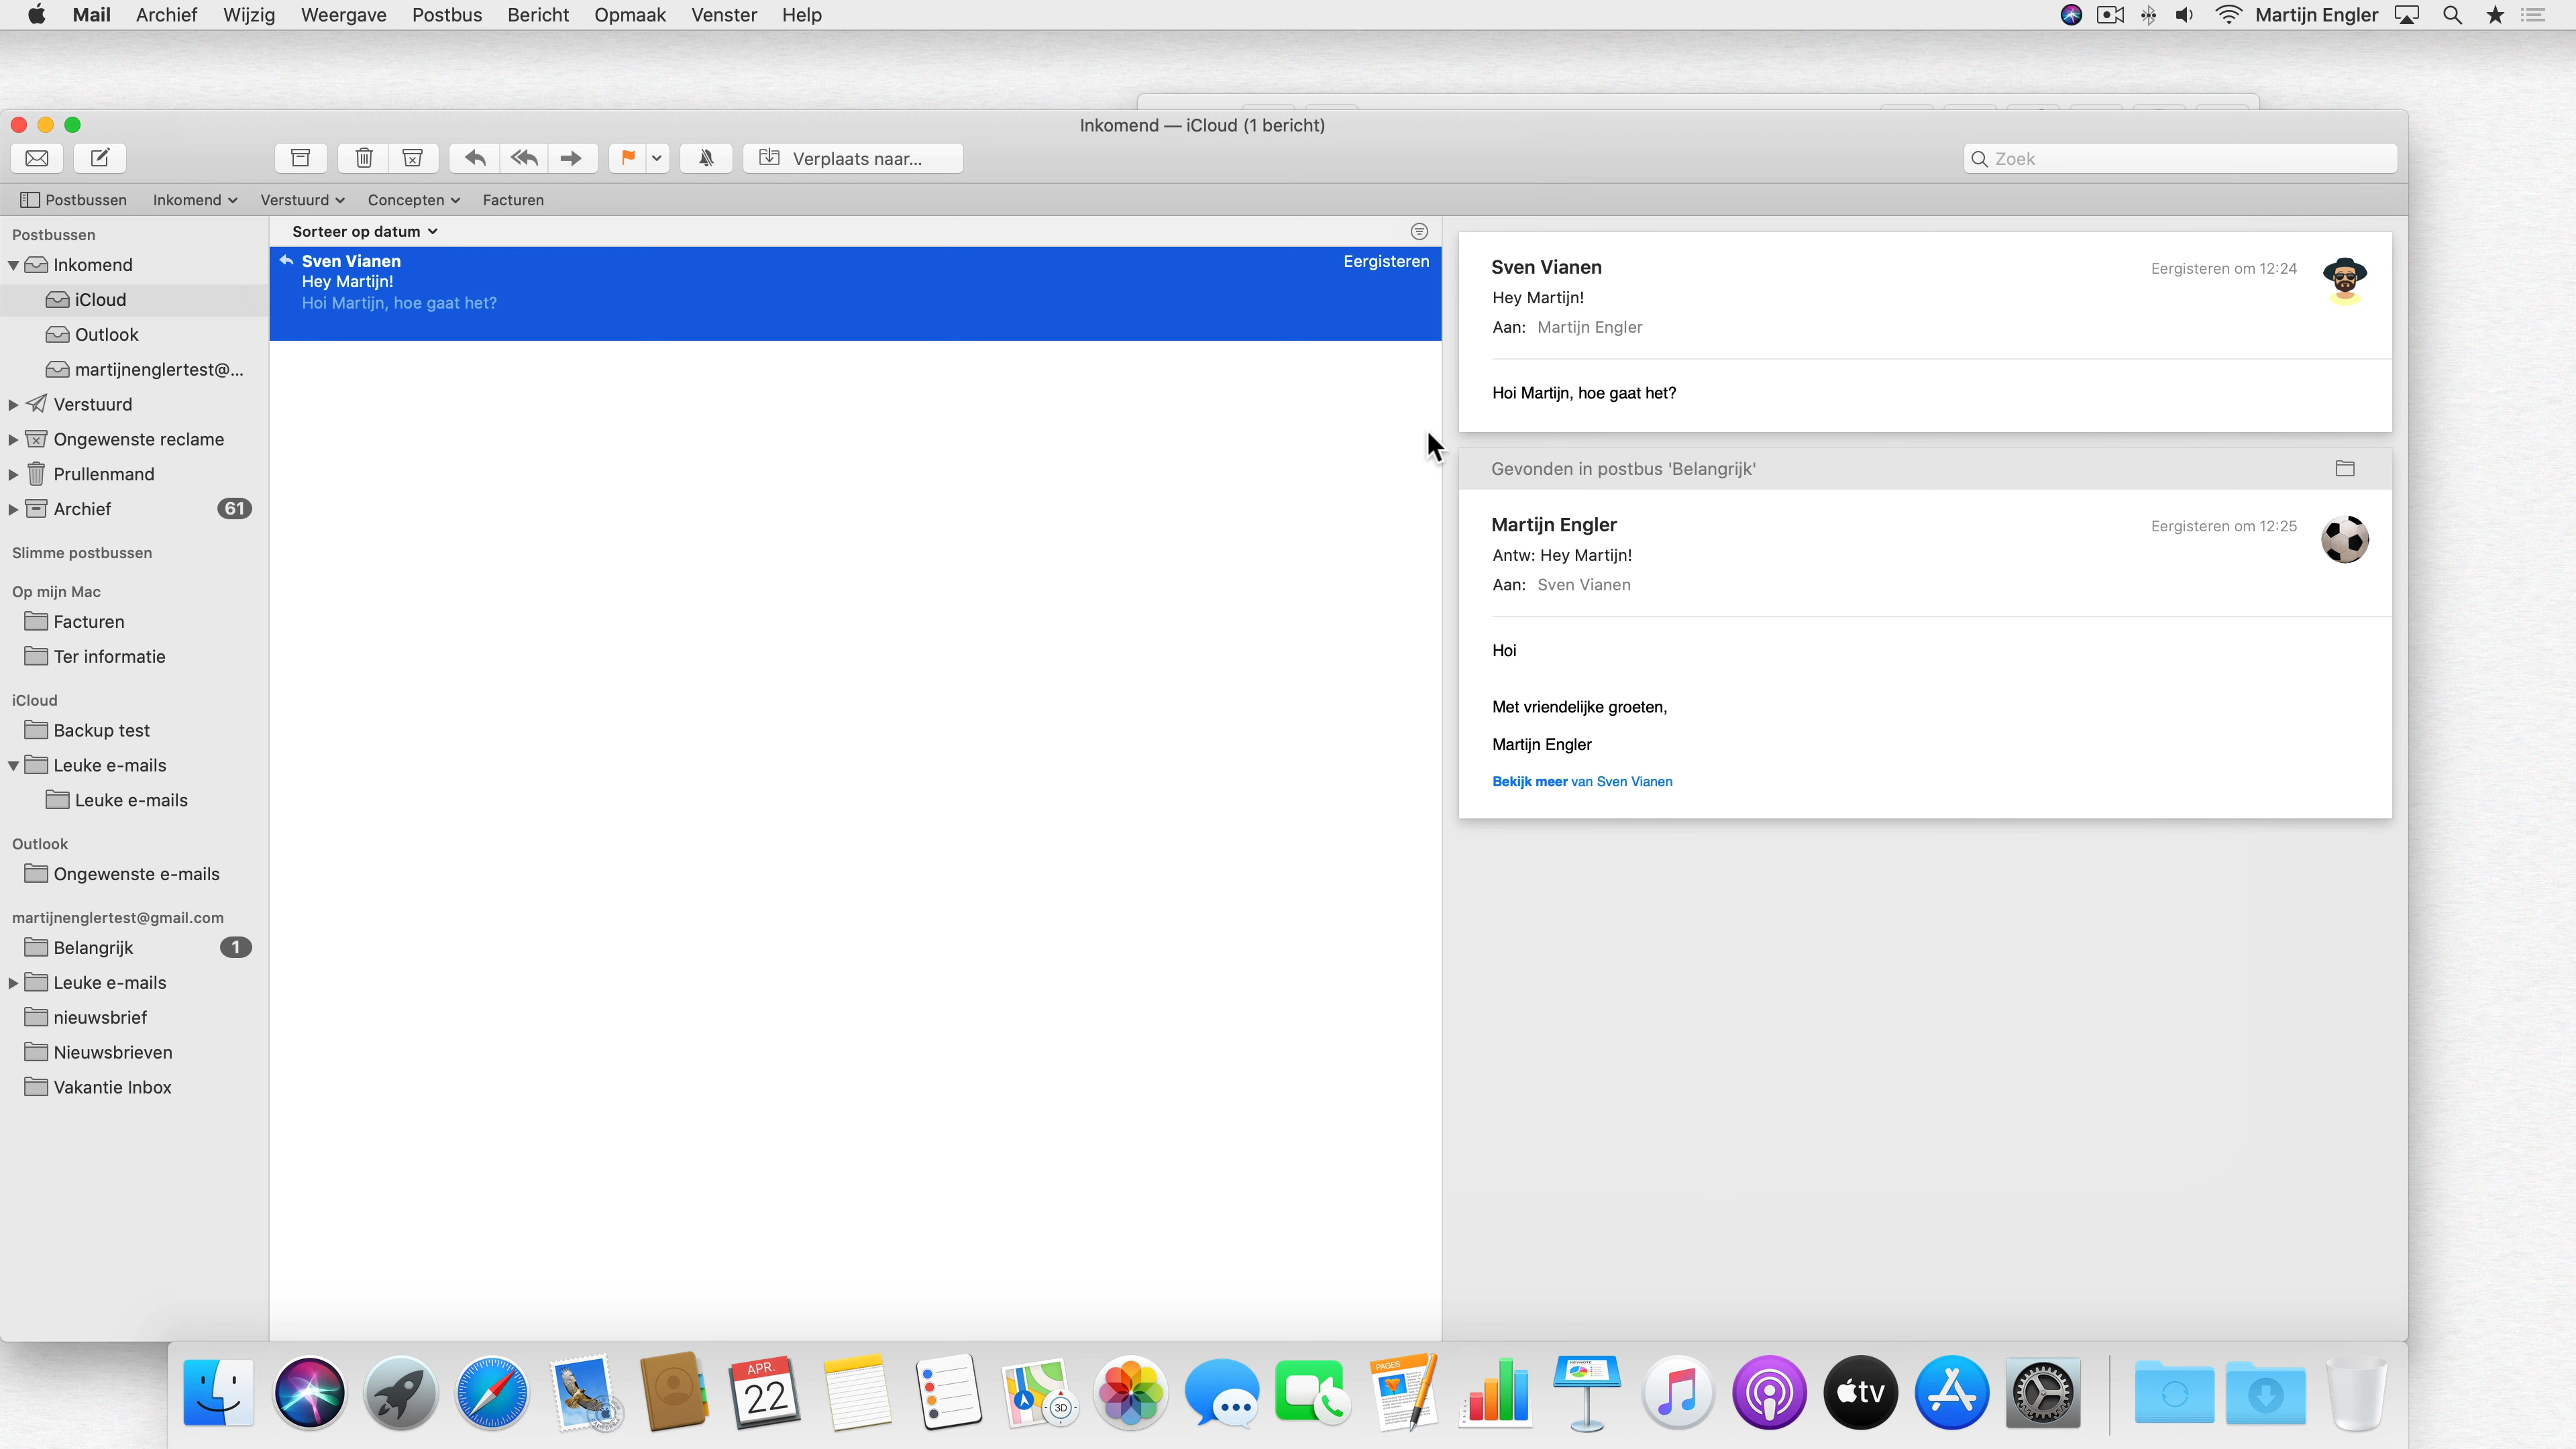 Mail Archief Wijzig Weergave Postbus Bericht Opmaak Venster Help Martijn Engler
Inkomend — iCloud (1 bericht)
Verplaats naar... Zoek
Postbussen Inkomend Verstuurd Concepten Facturen
Postbussen
Inkomend
iCloud
Outlook
martijnenglertest@...
Verstuurd
Ongewenste reclame
Prullenmand
Archief 61
Slimme postbussen
Op mijn Mac
Facturen
Ter informatie
iCloud
Backup test
Leuke e-mails
Leuke e-mails
Outlook
Ongewenste e-mails
martijnenglertest@gmail.com
Belangrijk 1
Leuke e-mails
nieuwsbrief
Nieuwsbrieven
Vakantie Inbox
Sorteer op datum
Sven Vianen Eergisteren
Hey Martijn!
Hoi Martijn, hoe gaat het?
Sven Vianen Eergisteren om 12:24
Hey Martijn!
Aan: Martijn Engler
Hoi Martijn, hoe gaat het?
Gevonden in postbus 'Belangrijk'
Martijn Engler Eergisteren om 12:25
Antw: Hey Martijn!
Aan: Sven Vianen
Hoi
Met vriendelijke groeten,
Martijn Engler
Bekijk meer van Sven Vianen
APR.
22
3D
PAGES
KEYNOTE
tv